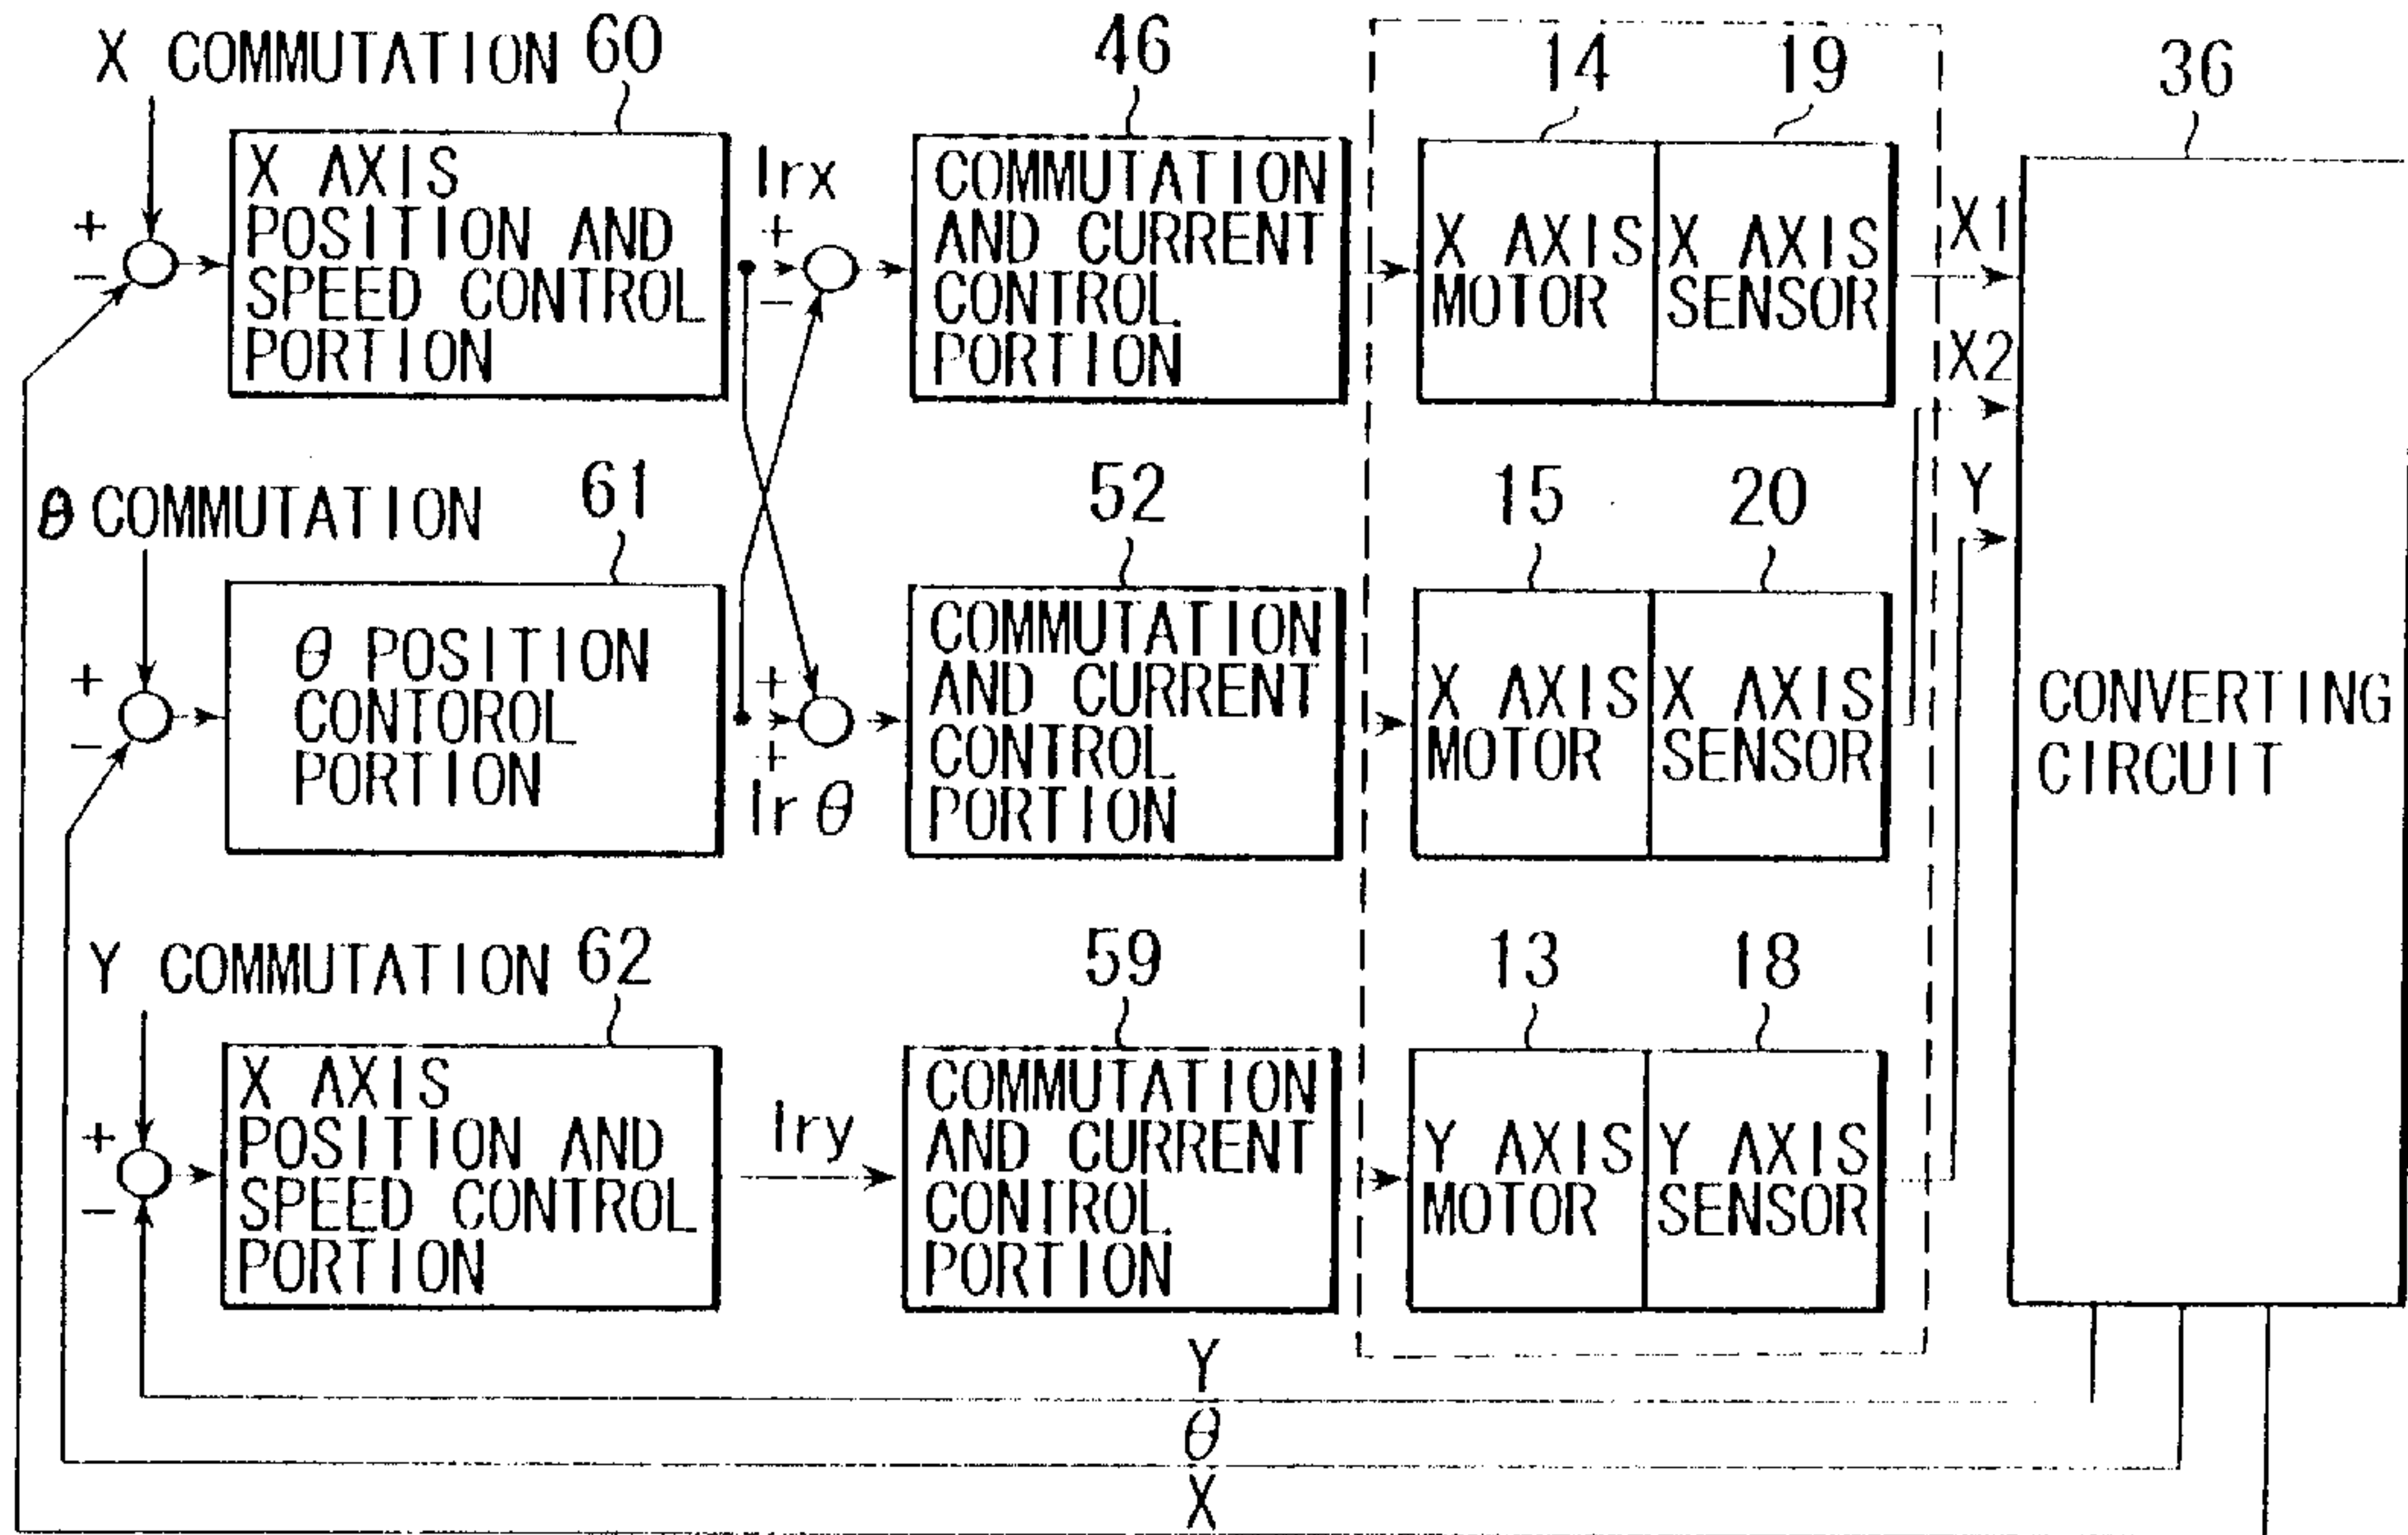 X COMMUTATION
60
46
14
19
36
X AXIS
POSITION AND
SPEED CONTROL
PORTION
+
−
Irx
+
−
COMMUTATION
AND CURRENT
CONTROL
PORTION
X AXIS
MOTOR
X AXIS
SENSOR
X1
X2
Y
θ COMMUTATION
61
52
15
20
θ POSITION
CONTOROL
PORTION
+
−
+
+
Ir θ
COMMUTATION
AND CURRENT
CONTROL
PORTION
X AXIS
MOTOR
X AXIS
SENSOR
CONVERTING
CIRCUIT
Y COMMUTATION
62
59
13
18
X AXIS
POSITION AND
SPEED CONTROL
PORTION
+
−
Iry
COMMUTATION
AND CURRENT
CONTROL
PORTION
Y AXIS
MOTOR
Y AXIS
SENSOR
Y
θ
X